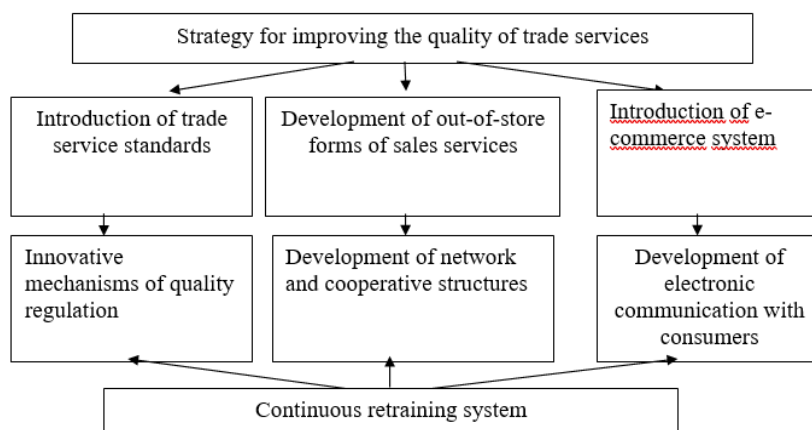 Strategy for improving the quality of trade services
Introduction of trade
service standards
Development of out-of-store
forms of sales services
Introduction of e-
commerce system
Innovative
mechanisms of quality
regulation
Development of network
and cooperative structures
Development of
electronic
communication with
consumers
Continuous retraining system